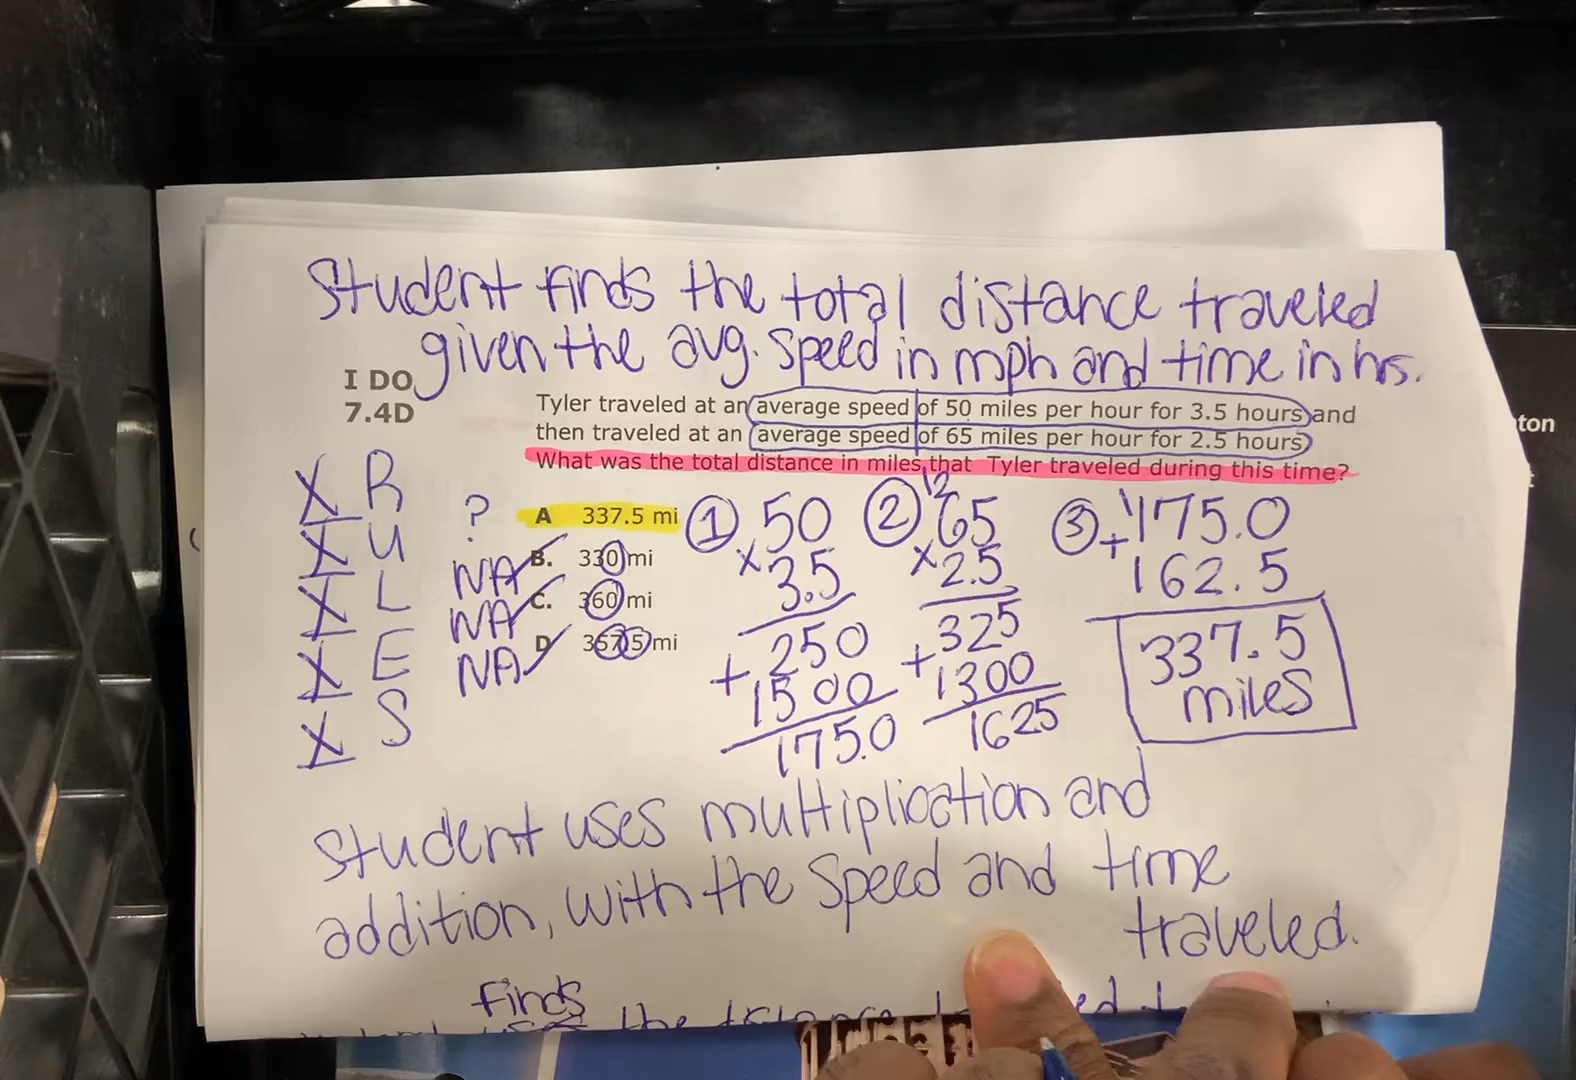 Student finds the total distance traveled
given the avg. speed in mph and time in hrs.
I DO
7.4D
Tyler traveled at an average speed of 50 miles per hour for 3.5 hours and
then traveled at an average speed of 65 miles per hour for 2.5 hours
What was the total distance in miles that Tyler traveled during this time?
X R
X U
X L
X E
X S
? A 337.5 mi
NA B. 330 mi
NA C. 360 mi
NA D 357.5 mi
1 50
x 3.5
250
+ 1500
175.0
2 12 65
x 2.5
325
+ 1300
1625
3 1
+ 175.0
162.5
337.5
miles
Student uses multiplication and
addition, with the speed and time
traveled.
finds
the
ton